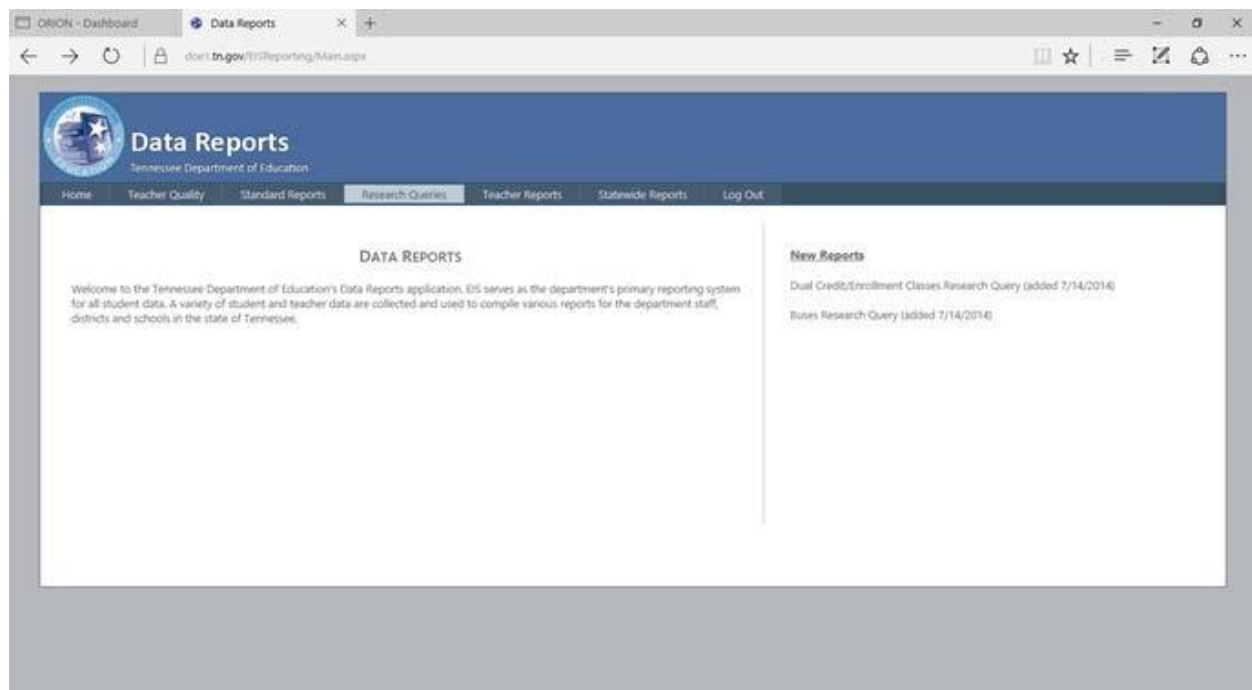 ORION - Dashboard
Data Reports
tn.gov/EISReporting/Main.aspx
EDUCATION
Data Reports
Tennessee Department of Education
Home Teacher Quality Standard Reports Research Queries Teacher Reports Statewide Reports Log Out
DATA REPORTS
Welcome to the Tennessee Department of Education's Data Reports application. EIS serves as the department's primary reporting system
for all student data. A variety of student and teacher data are collected and used to compile various reports for the department staff,
districts and schools in the state of Tennessee.
New Reports
Dual Credit/Enrollment Classes Research Query (added 7/14/2014)
Buses Research Query (added 7/14/2014)